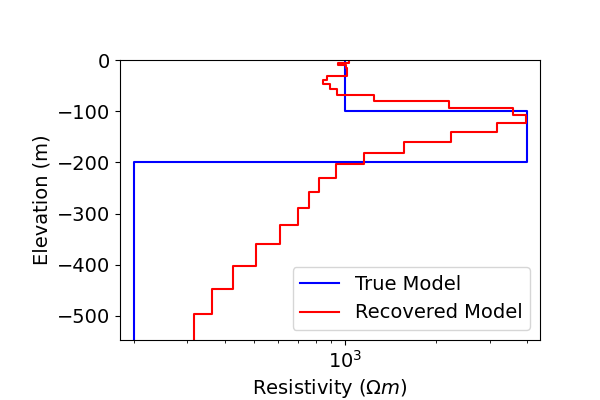 0
−100
−200
−300
−400
−500
Elevation (m)
True Model
Recovered Model
10³
Resistivity (Ωm)